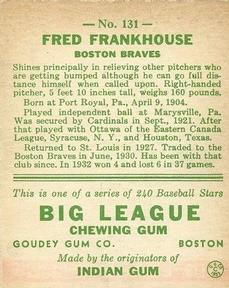 — No. 131 —
FRED FRANKHOUSE
BOSTON BRAVES
Shines principally in relieving other pitchers who
are getting bumped although he can go full dis-
tance himself when called upon. Right-handed
pitcher, 5 feet 10 inches tall, weighs 160 pounds.
Born at Port Royal, Pa., April 9, 1904.
Played independent ball at Marysville, Pa.
Was secured by Cardinals in Sept., 1921. After
that played with Ottawa of the Eastern Canada
League, Syracuse, N. Y., and Houston, Texas.
Returned to St. Louis in 1927. Traded to the
Boston Braves in June, 1930. Has been with that
club since. In 1932 won 4 and lost 6 in 37 games.
This is one of a series of 240 Baseball Stars
BIG LEAGUE
CHEWING GUM
GOUDEY GUM CO. BOSTON
Made by the originators of
INDIAN GUM